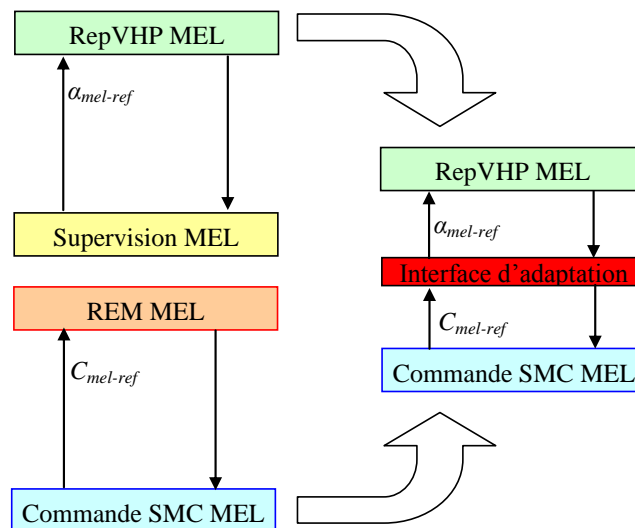 RepVHP MEL
αmel-ref
Supervision MEL
REM MEL
Cmel-ref
Commande SMC MEL
RepVHP MEL
αmel-ref
Interface d'adaptation
Cmel-ref
Commande SMC MEL